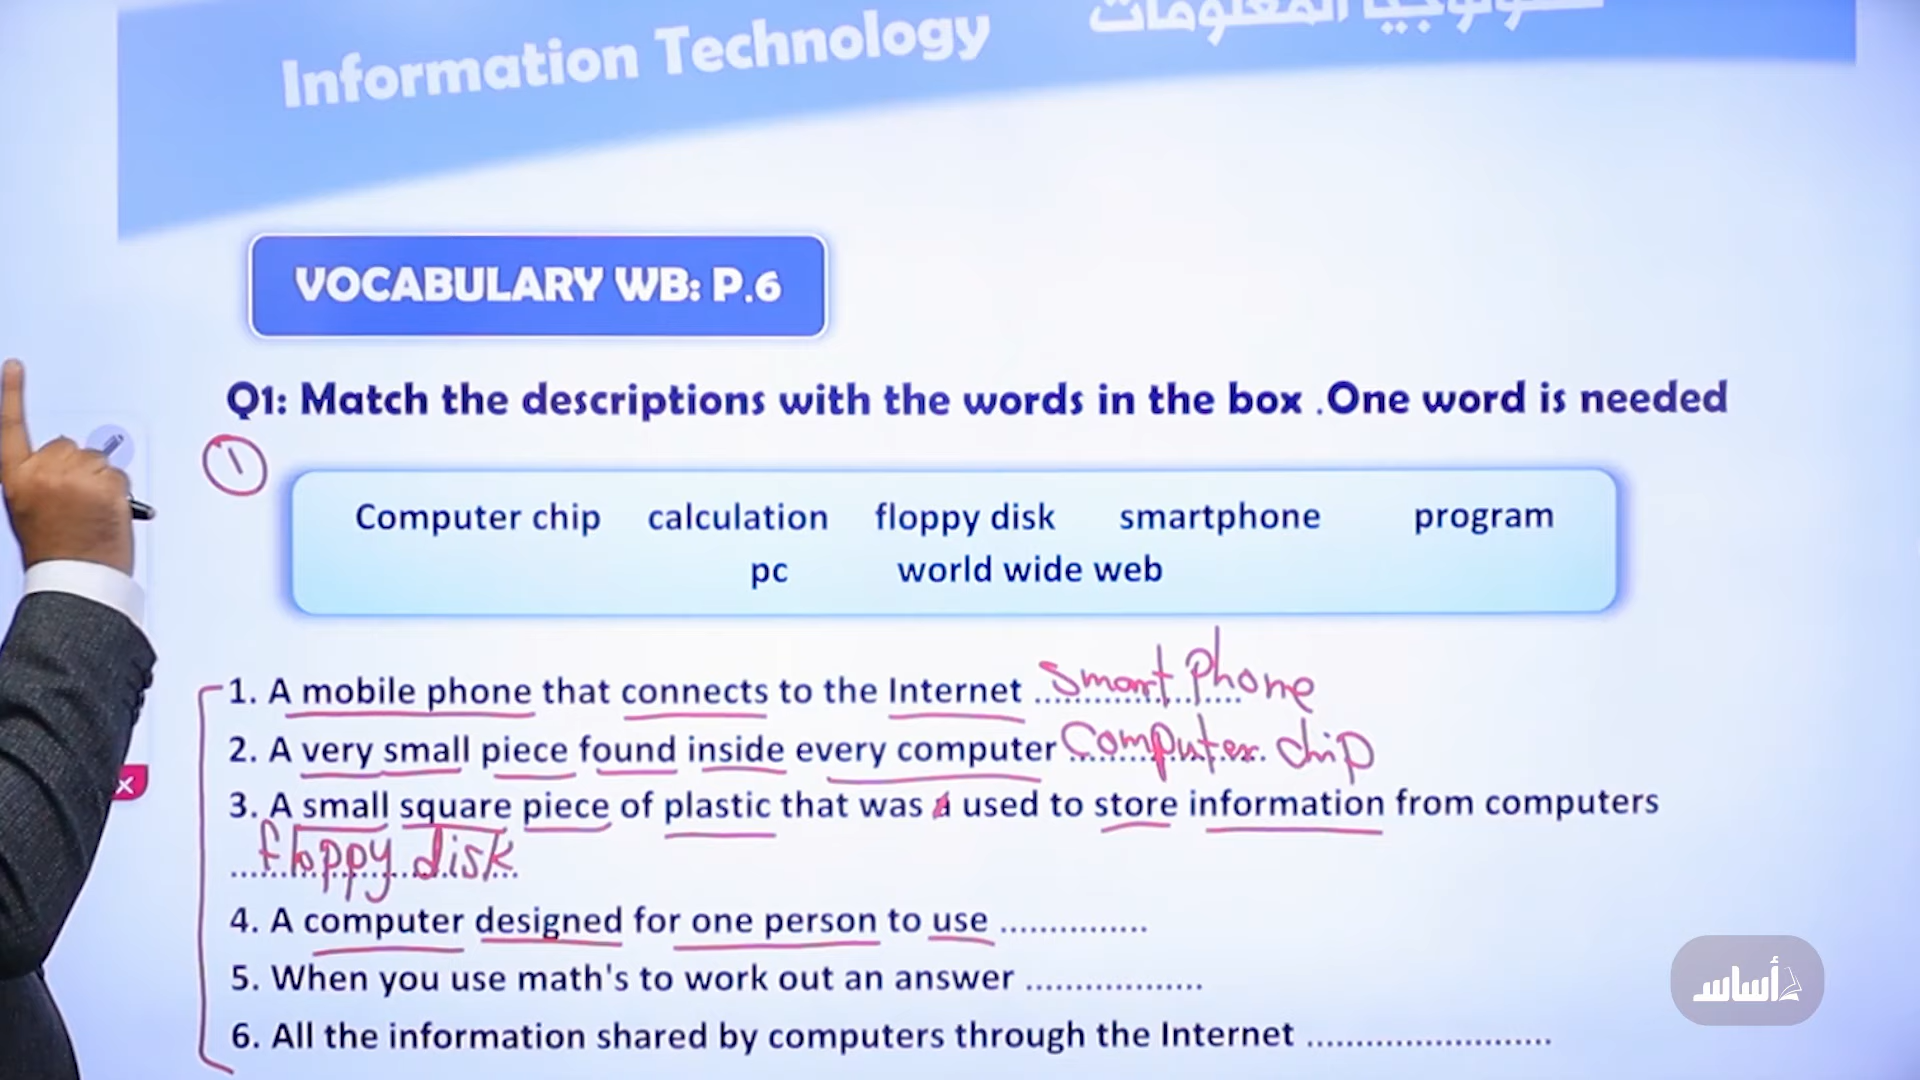 Information Technology
المعلومات
VOCABULARY WB: P.6
Q1: Match the descriptions with the words in the box .One word is needed
1
Computer chip calculation floppy disk smartphone program
pc world wide web
1. A mobile phone that connects to the Internet ..................... Smart Phone
2. A very small piece found inside every computer .................... Computer chip
3. A small square piece of plastic that was used to store information from computers
............................. floppy disk
4. A computer designed for one person to use ...............
5. When you use math's to work out an answer ..................
6. All the information shared by computers through the Internet .........................
أساس